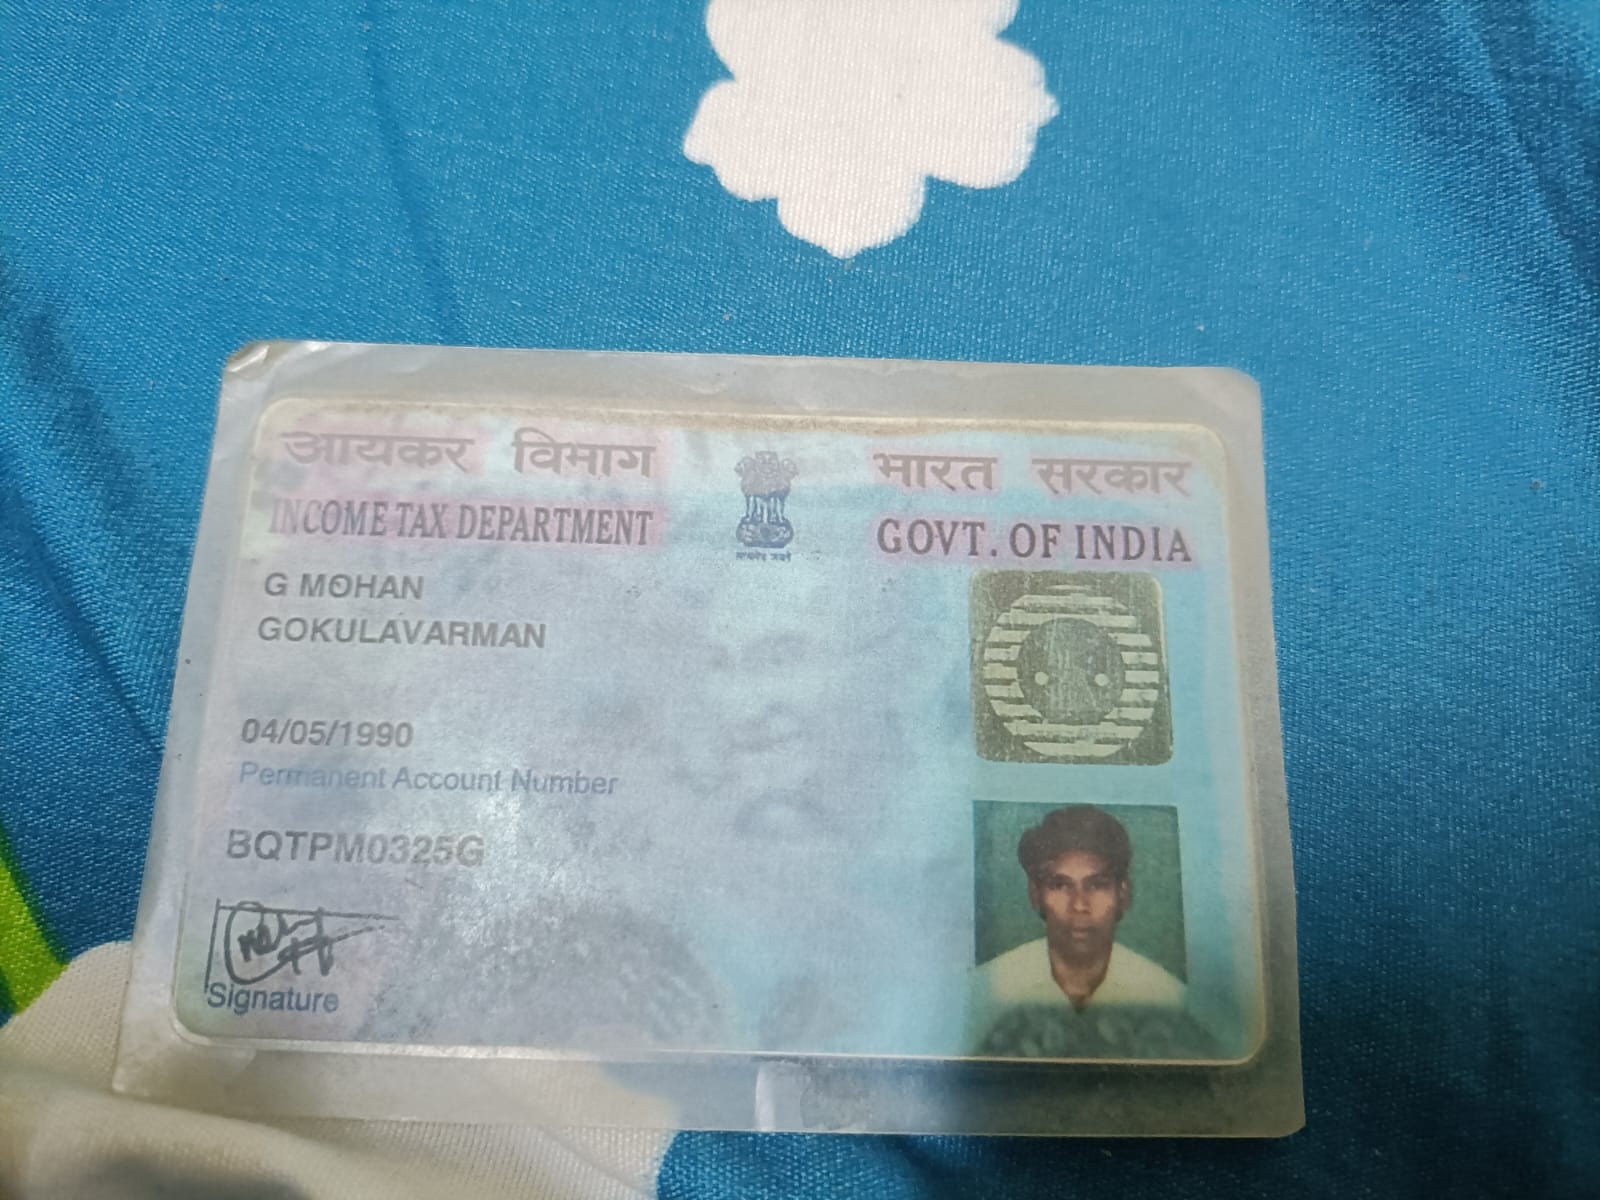 आयकर विभाग
INCOME TAX DEPARTMENT
भारत सरकार
GOVT. OF INDIA
सत्यमेव जयते
G MOHAN
GOKULAVARMAN
04/05/1990
Permanent Account Number
BQTPM0325G
Signature